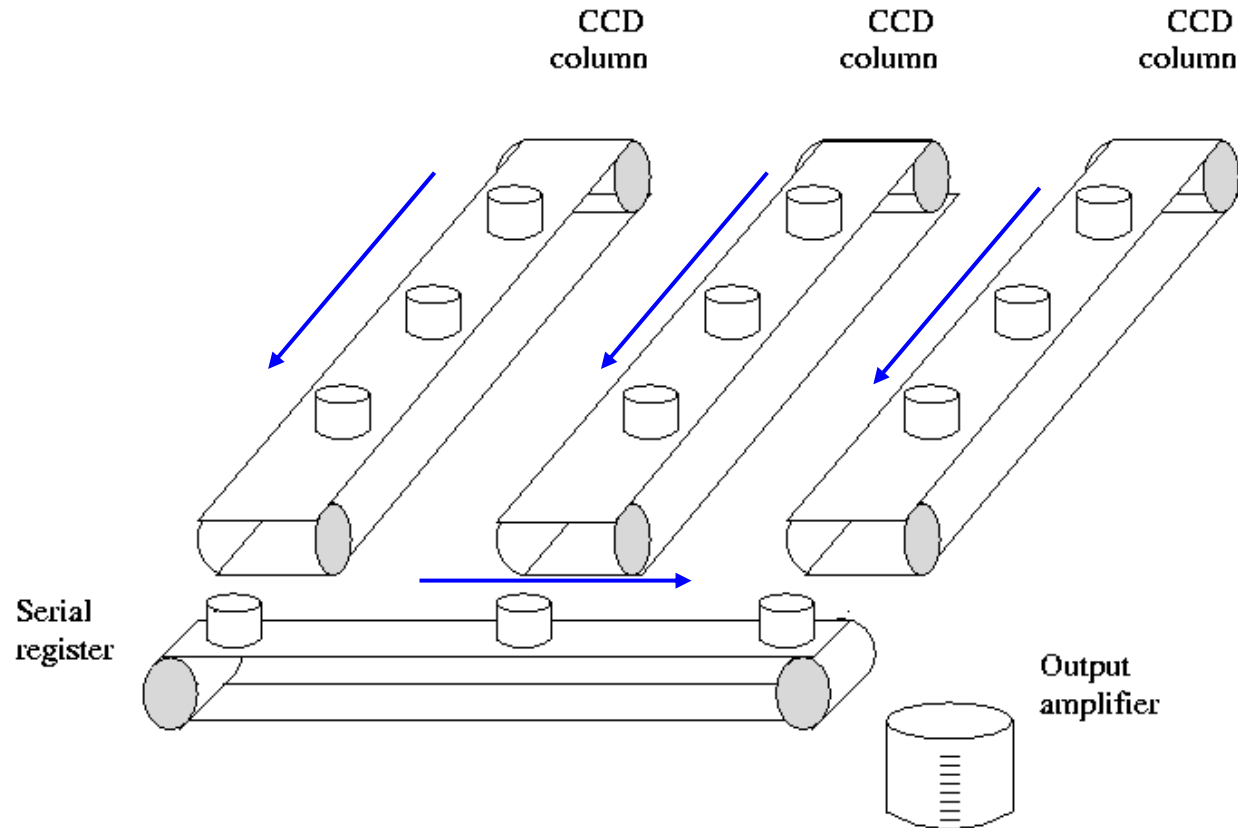 CCD
column
CCD
column
CCD
column
Serial
register
Output
amplifier